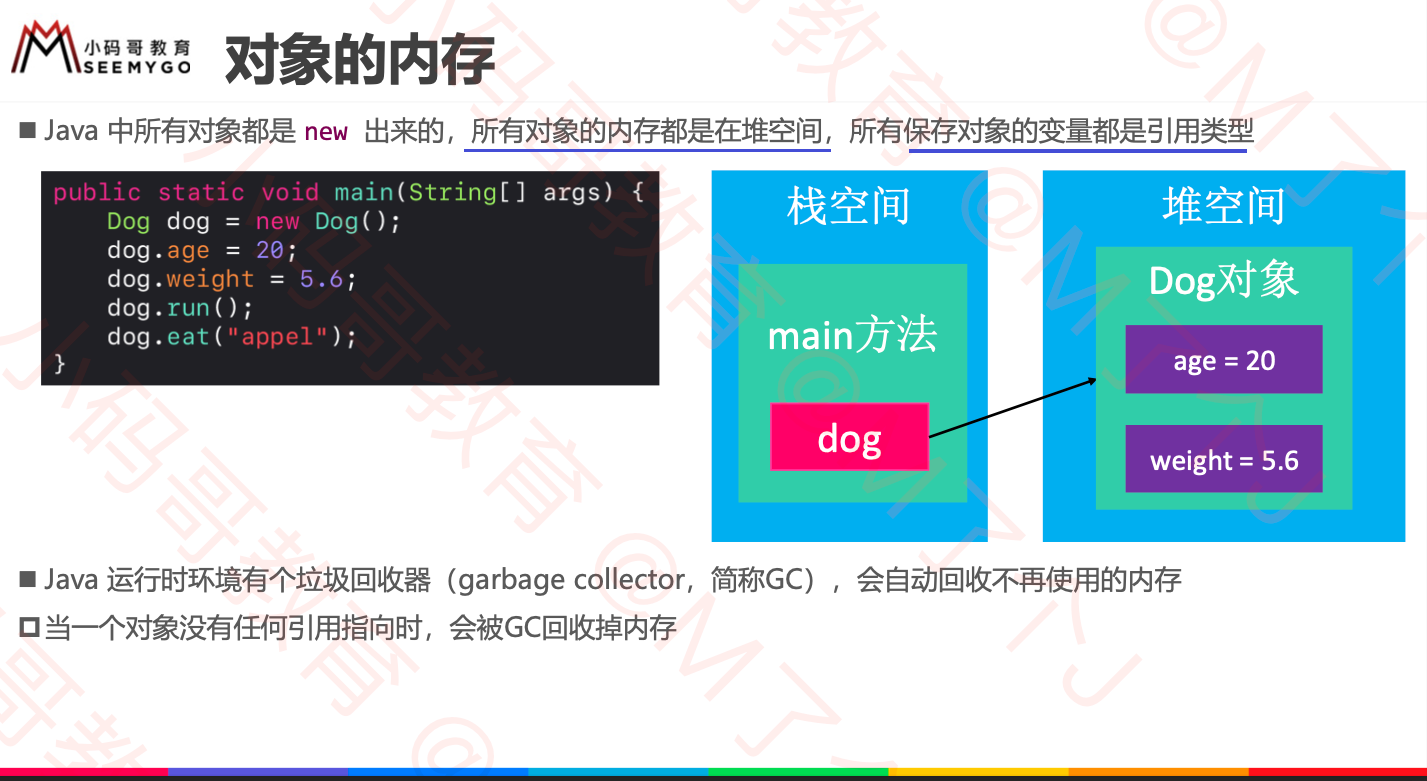 小码哥教育
SEEMYGO
对象的内存
Java 中所有对象都是 new 出来的，所有对象的内存都是在堆空间，所有保存对象的变量都是引用类型
public static void main(String[] args) {
Dog dog = new Dog();
dog.age = 20;
dog.weight = 5.6;
dog.run();
dog.eat("appel");
}
栈空间
main方法
dog
堆空间
Dog对象
age = 20
weight = 5.6
Java 运行时环境有个垃圾回收器（garbage collector，简称GC），会自动回收不再使用的内存
当一个对象没有任何引用指向时，会被GC回收掉内存
小码哥教育 @M了个J